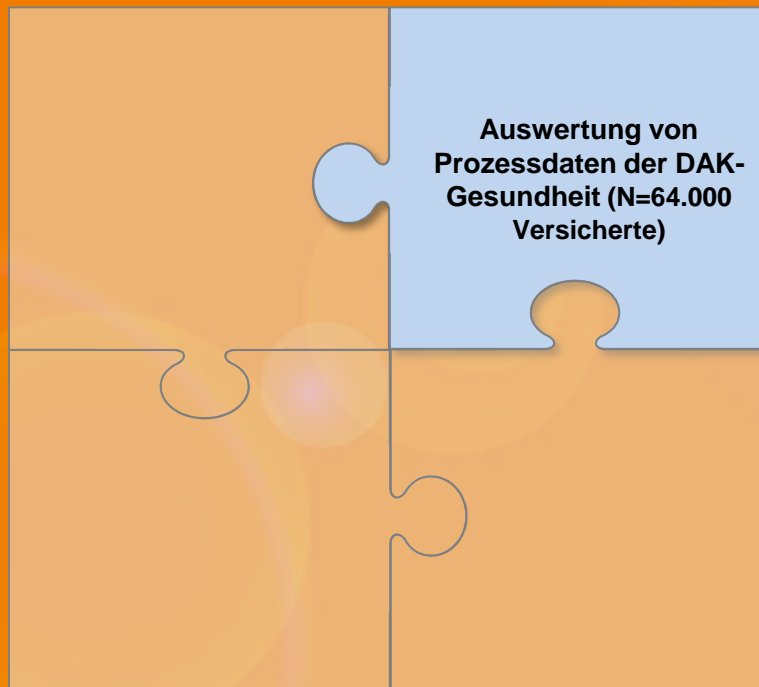 Auswertung von
Prozessdaten der DAK-
Gesundheit (N=64.000
Versicherte)